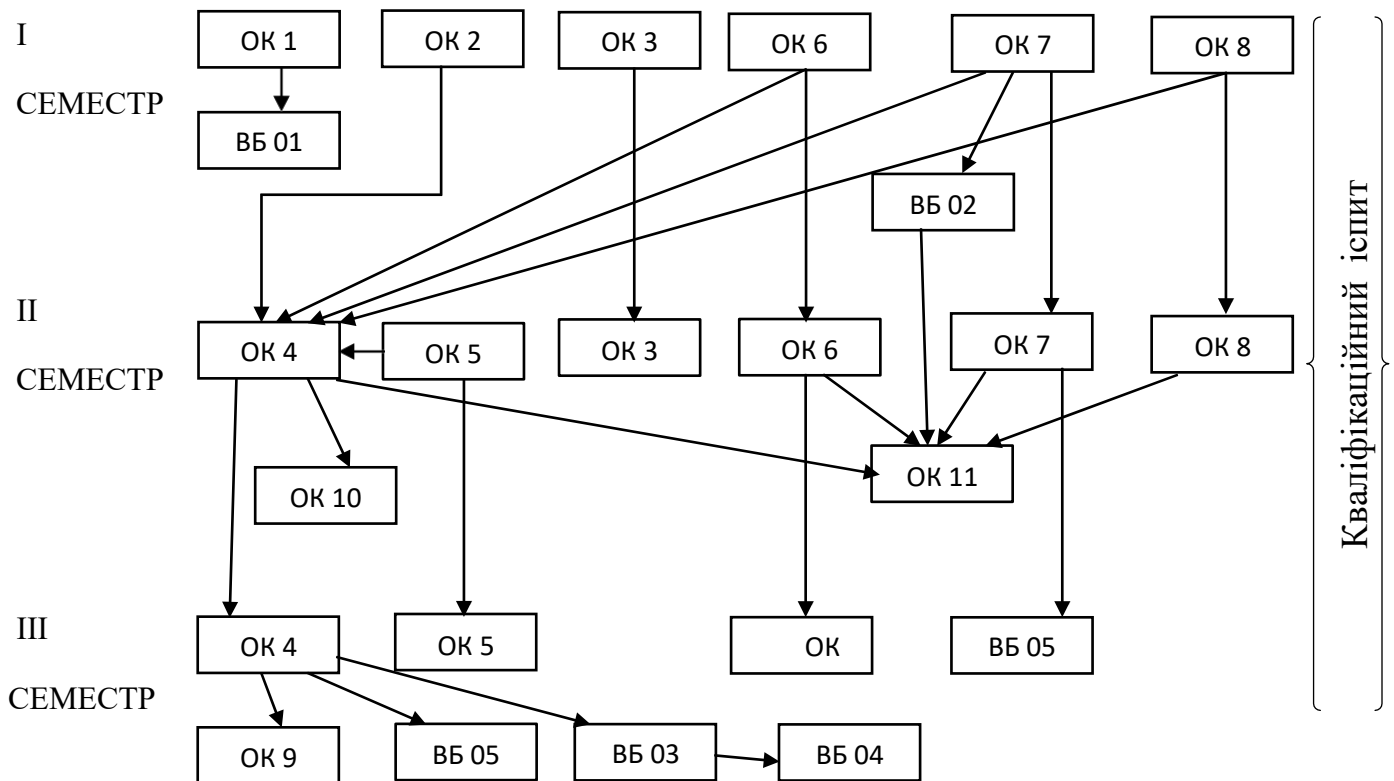 І
СЕМЕСТР
ОК 1
ОК 2
ОК 3
ОК 6
ОК 7
ОК 8
ВБ 01
ВБ 02
ІІ
СЕМЕСТР
ОК 4
ОК 5
ОК 3
ОК 6
ОК 7
ОК 8
ОК 10
ОК 11
ІІІ
СЕМЕСТР
ОК 4
ОК 5
ОК
ВБ 05
ОК 9
ВБ 05
ВБ 03
ВБ 04
Кваліфікаційний іспит